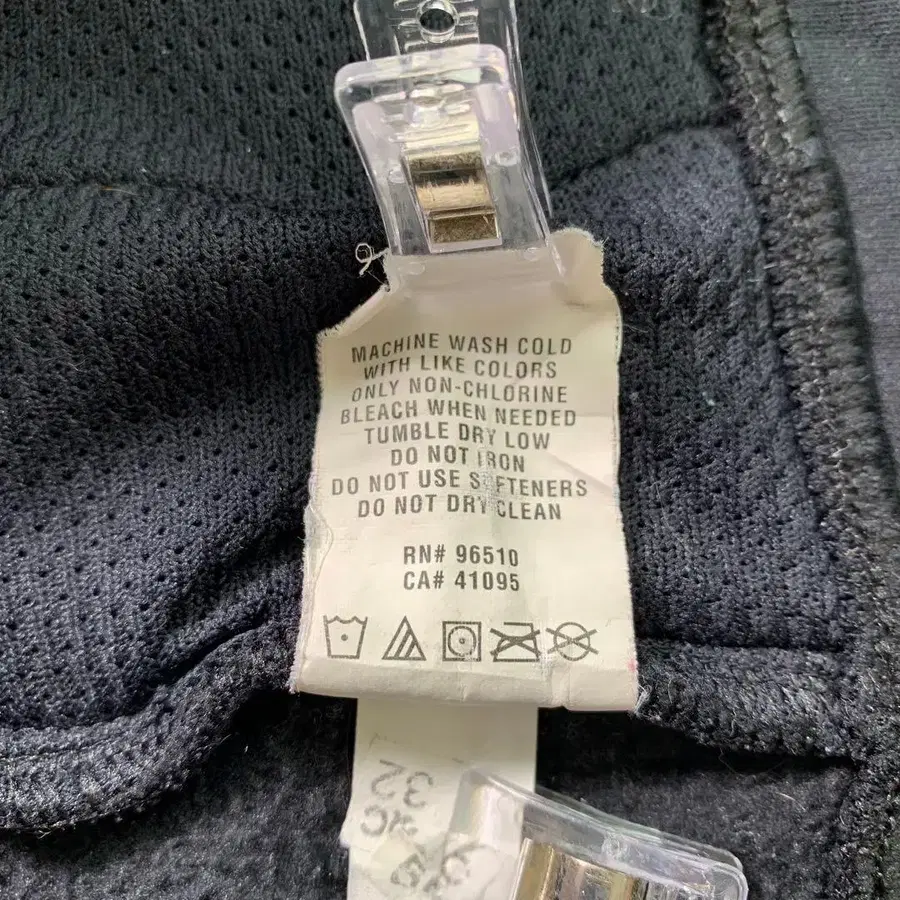 MACHINE WASH COLD
WITH LIKE COLORS
ONLY NON-CHLORINE
BLEACH WHEN NEEDED
TUMBLE DRY LOW
DO NOT IRON
DO NOT USE SOFTENERS
DO NOT DRY CLEAN
RN# 96510
CA# 41095